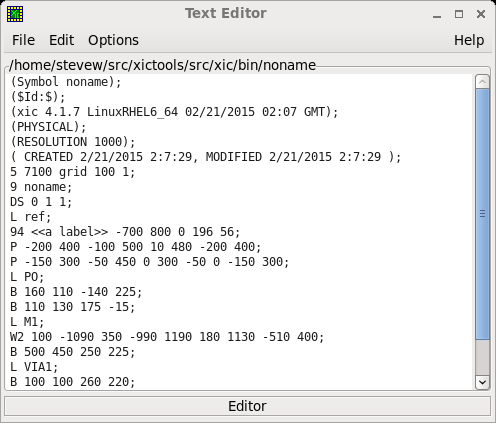 Text Editor
File Edit Options Help
/home/stevew/src/xictools/src/xic/bin/noname
(Symbol noname);
($Id:$);
(xic 4.1.7 LinuxRHEL6_64 02/21/2015 02:07 GMT);
(PHYSICAL);
(RESOLUTION 1000);
( CREATED 2/21/2015 2:7:29, MODIFIED 2/21/2015 2:7:29 );
5 7100 grid 100 1;
9 noname;
DS 0 1 1;
L ref;
94 <<a label>> -700 800 0 196 56;
P -200 400 -100 500 10 480 -200 400;
P -150 300 -50 450 0 300 -50 0 -150 300;
L PO;
B 160 110 -140 225;
B 110 130 175 -15;
L M1;
W2 100 -1090 350 -990 1190 180 1130 -510 400;
B 500 450 250 225;
L VIA1;
B 100 100 260 220;
Editor